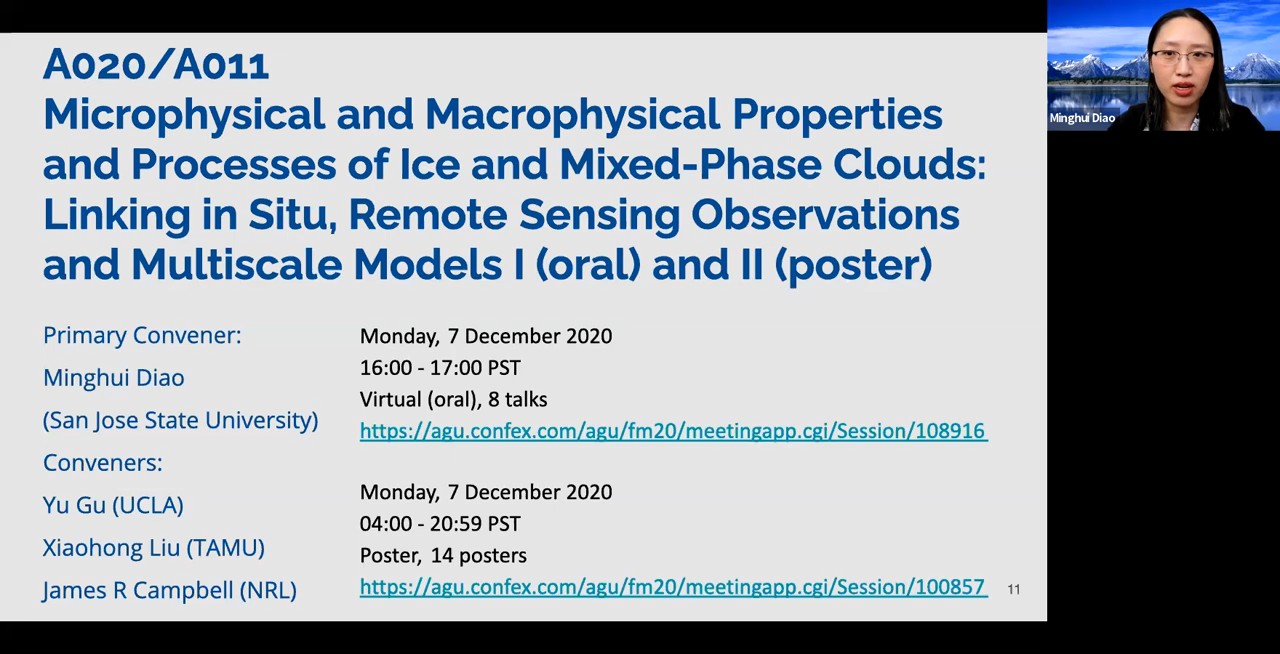 A020/A011
Microphysical and Macrophysical Properties
and Processes of Ice and Mixed-Phase Clouds:
Linking in Situ, Remote Sensing Observations
and Multiscale Models I (oral) and II (poster)
Primary Convener:
Minghui Diao
(San Jose State University)
Conveners:
Yu Gu (UCLA)
Xiaohong Liu (TAMU)
James R Campbell (NRL)
Monday, 7 December 2020
16:00 - 17:00 PST
Virtual (oral), 8 talks
https://agu.confex.com/agu/fm20/meetingapp.cgi/Session/108916
Monday, 7 December 2020
04:00 - 20:59 PST
Poster, 14 posters
https://agu.confex.com/agu/fm20/meetingapp.cgi/Session/100857
11
Minghui Diao